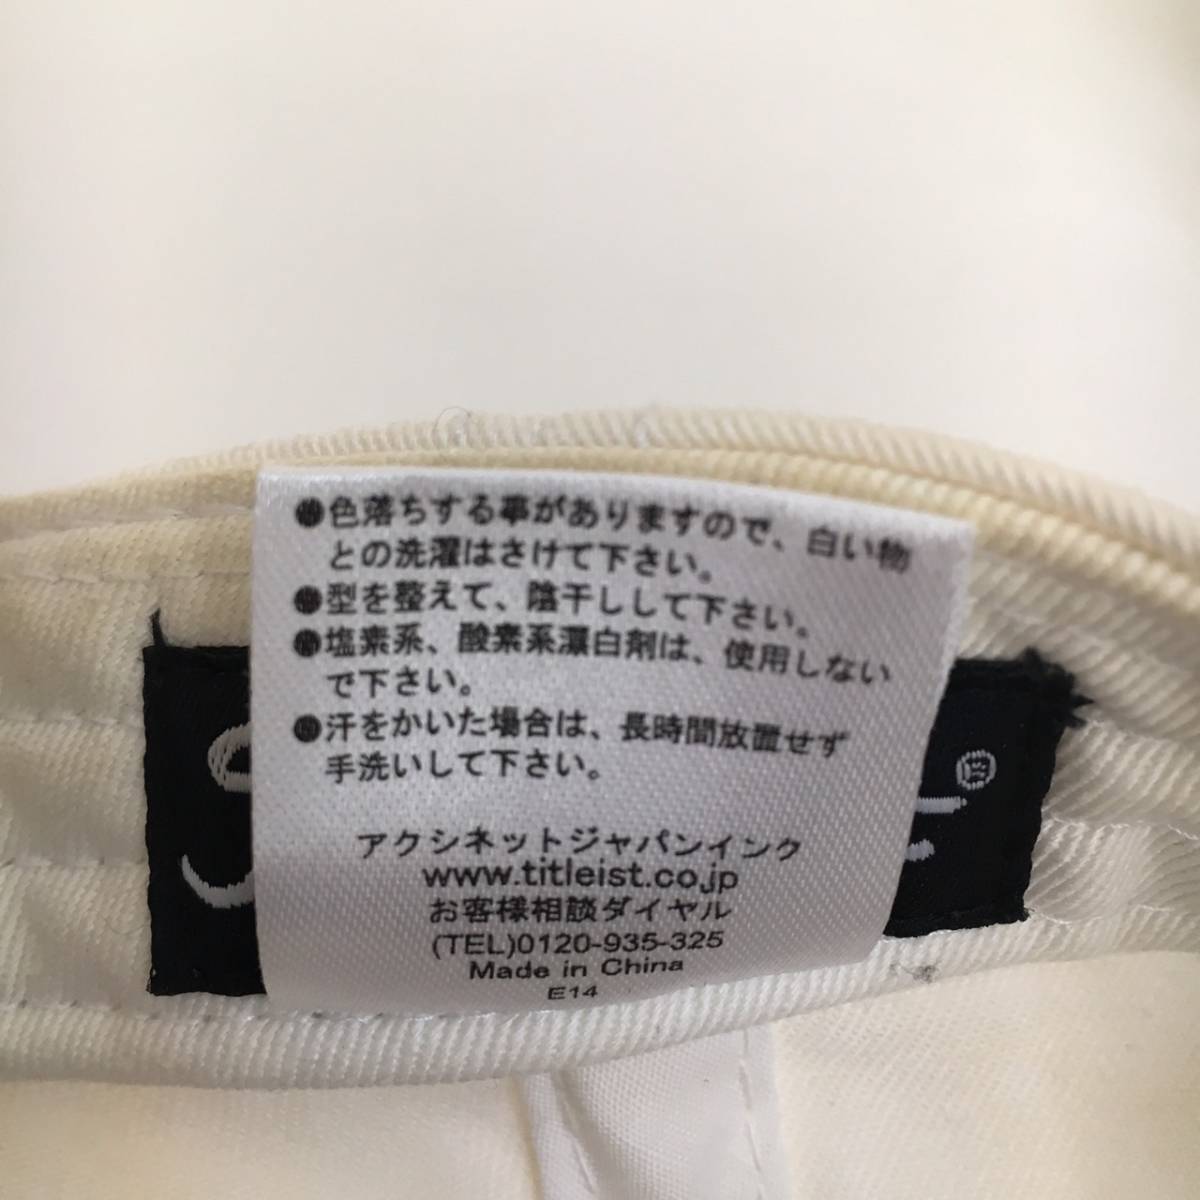 ●色落ちする事がありますので、白い物
との洗濯はさけて下さい。
●型を整えて、陰干しして下さい。
●塩素系、酸素系漂白剤は、使用しない
で下さい。
●汗をかいた場合は、長時間放置せず
手洗いして下さい。
アクシネットジャパンインク
www.titleist.co.jp
お客様相談ダイヤル
(TEL)0120-935-325
Made in China
E14